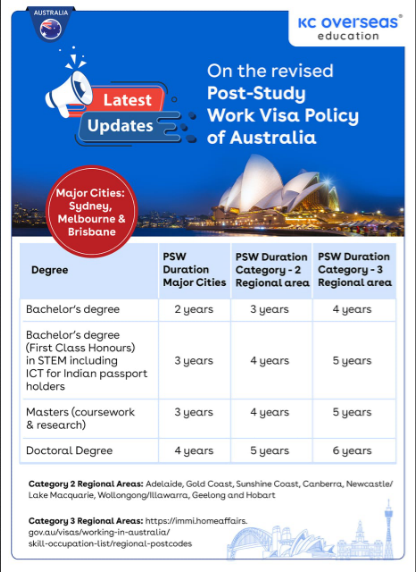 AUSTRALIA
KC overseas®
education
Latest
Updates
On the revised
Post-Study
Work Visa Policy
of Australia
Major Cities:
Sydney,
Melbourne &
Brisbane
Degree
PSW
Duration
Major Cities
PSW Duration
Category - 2
Regional area
PSW Duration
Category - 3
Regional area
Bachelor's degree
2 years
3 years
4 years
Bachelor's degree
(First Class Honours)
in STEM including
ICT for Indian passport
holders
3 years
4 years
5 years
Masters (coursework
& research)
3 years
4 years
5 years
Doctoral Degree
4 years
5 years
6 years
Category 2 Regional Areas: Adelaide, Gold Coast, Sunshine Coast, Canberra, Newcastle/
Lake Macquarie, Wollongong/Illawarra, Geelong and Hobart
Category 3 Regional Areas: https://immi.homeaffairs.
gov.au/visas/working-in-australia/
skill-occupation-list/regional-postcodes